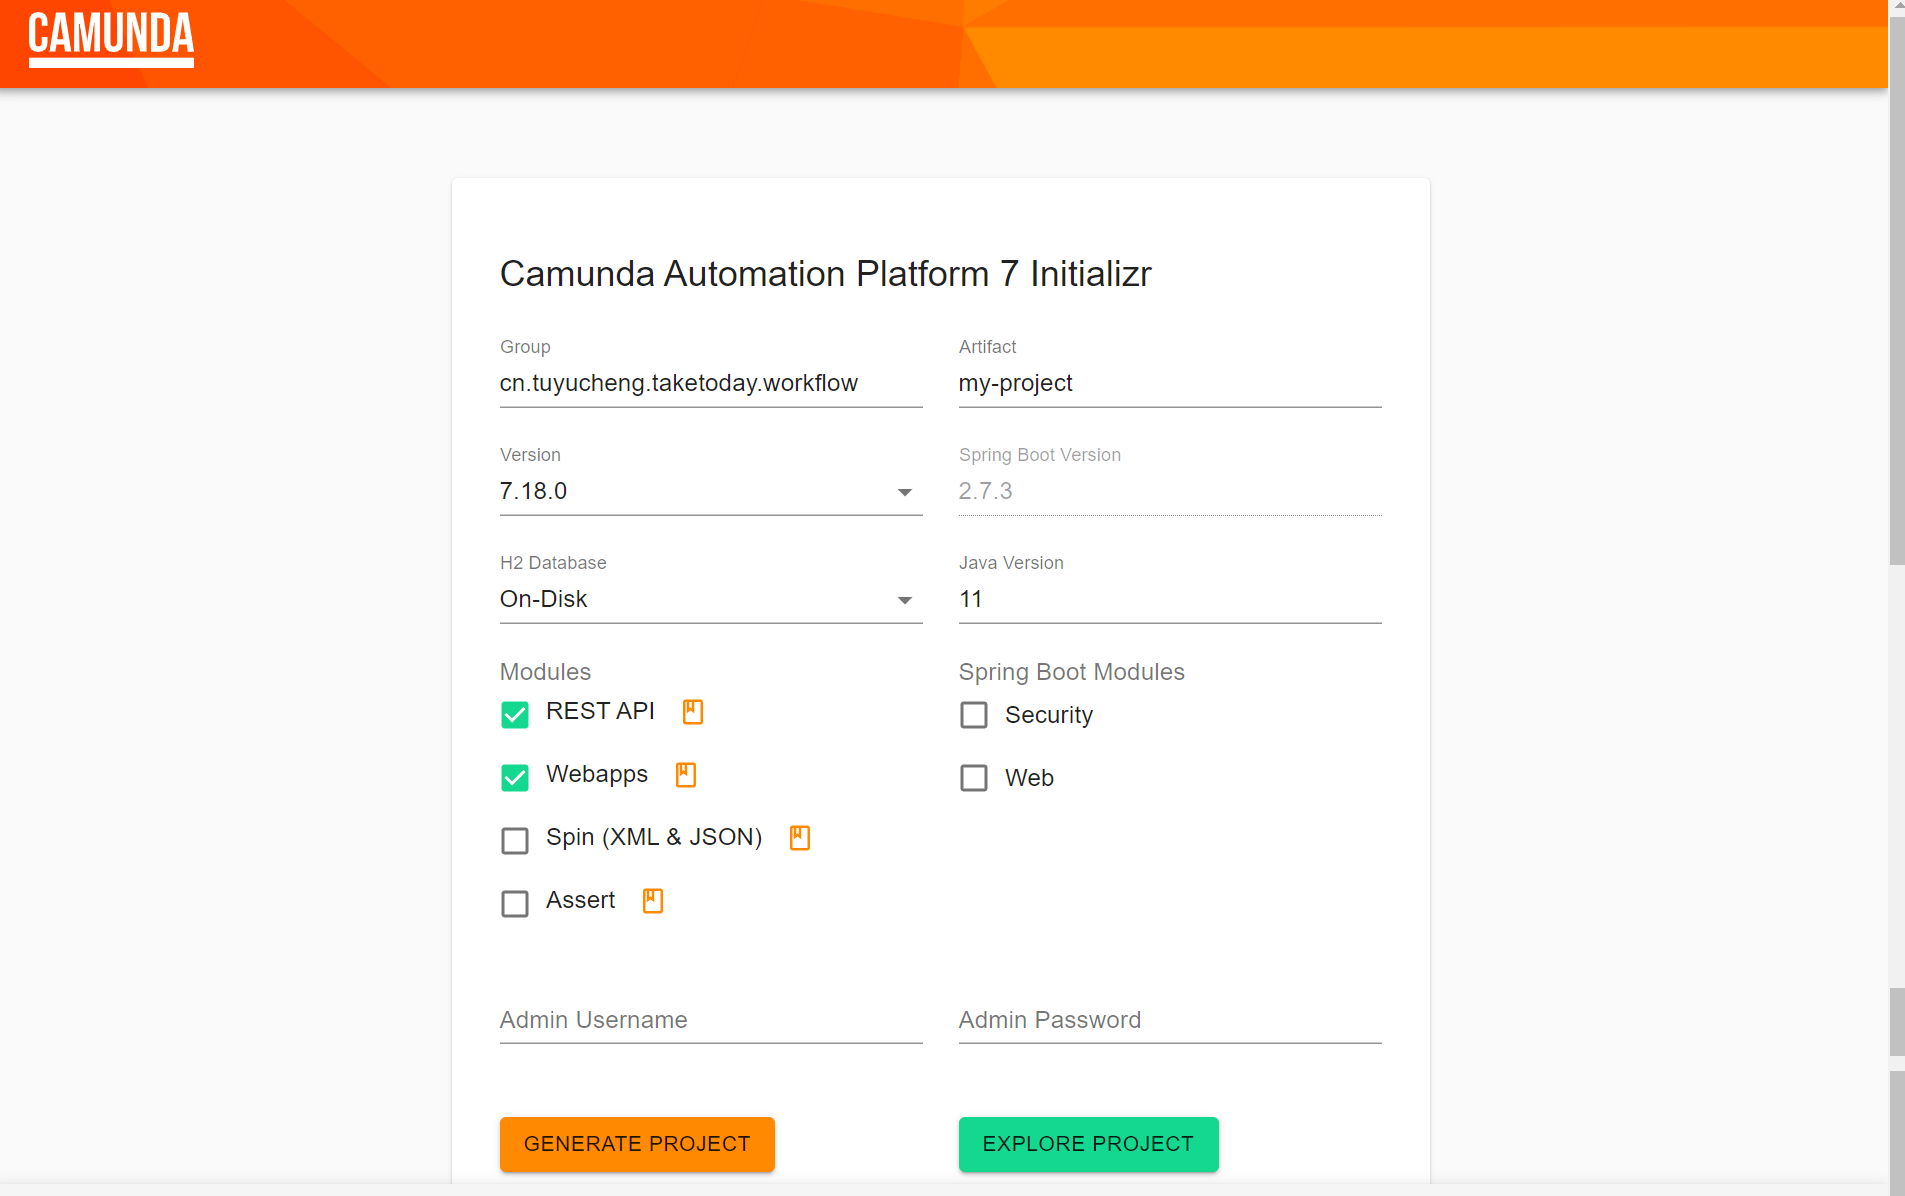 CAMUNDA
Camunda Automation Platform 7 Initializr
Group
Artifact
cn.tuyucheng.taketoday.workflow
my-project
Version
Spring Boot Version
7.18.0
2.7.3
H2 Database
Java Version
On-Disk
11
Modules
Spring Boot Modules
REST API
Security
Webapps
Web
Spin (XML & JSON)
Assert
Admin Username
Admin Password
GENERATE PROJECT
EXPLORE PROJECT